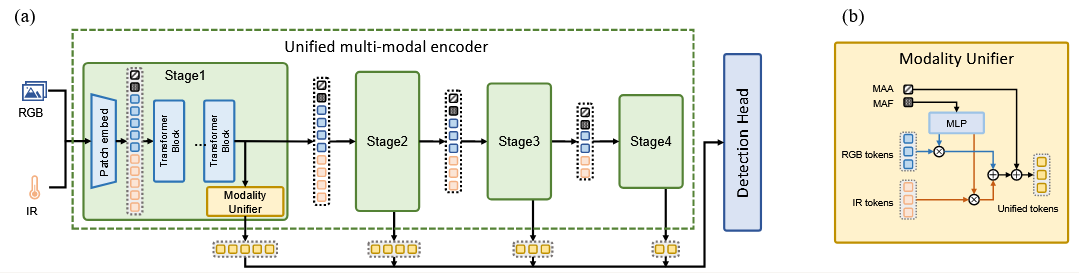 (a)
Unified multi-modal encoder
RGB
IR
Stage1
Patch embed
Transformer
Block
...
Transformer
Block
Modality
Unifier
Stage2
Stage3
Stage4
Detection Head
(b)
Modality Unifier
MAA
MAF
MLP
RGB tokens
IR tokens
Unified tokens